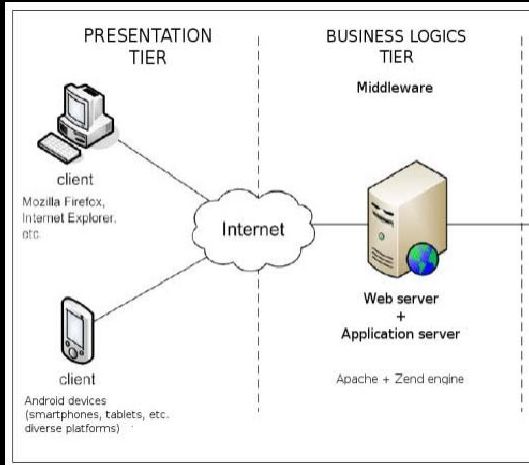 PRESENTATION
TIER
client
Mozilla Firefox,
Internet Explorer,
etc.
client
Android devices
(smartphones, tablets, etc.
diverse platforms)
Internet
BUSINESS LOGICS
TIER
Middleware
Web server
+
Application server
Apache + Zend engine